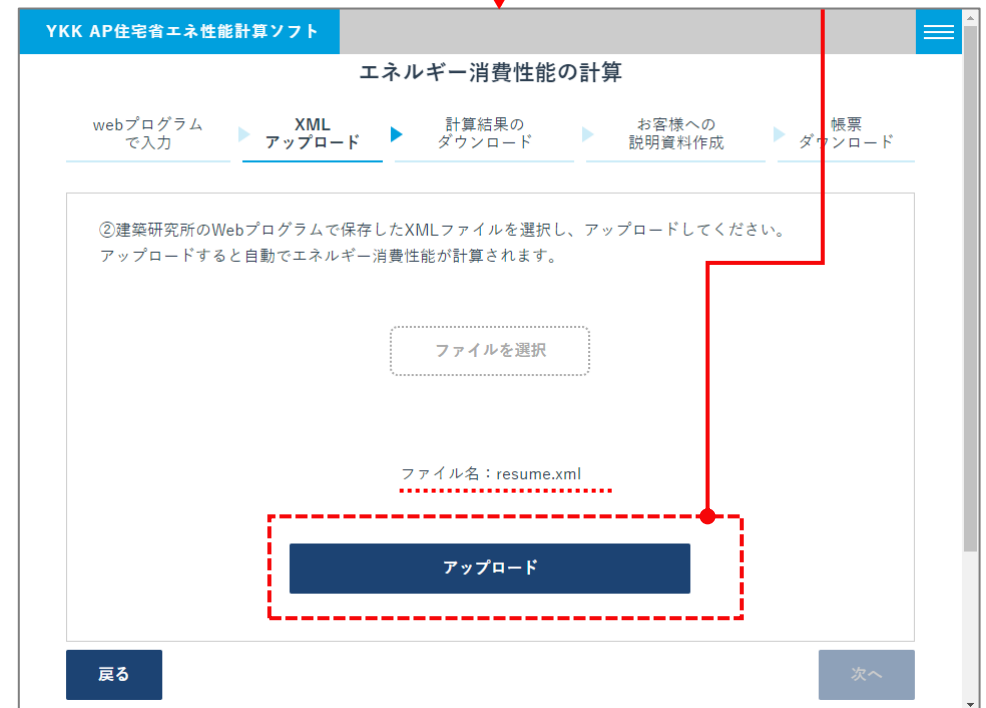 YKK AP住宅省エネ性能計算ソフト
エネルギー消費性能の計算
webプログラム
で入力
XML
アップロード
計算結果の
ダウンロード
お客様への
説明資料作成
帳票
ダウンロード
②建築研究所のWebプログラムで保存したXMLファイルを選択し、アップロードしてください。
アップロードすると自動でエネルギー消費性能が計算されます。
ファイルを選択
ファイル名：resume.xml
アップロード
戻る
次へ